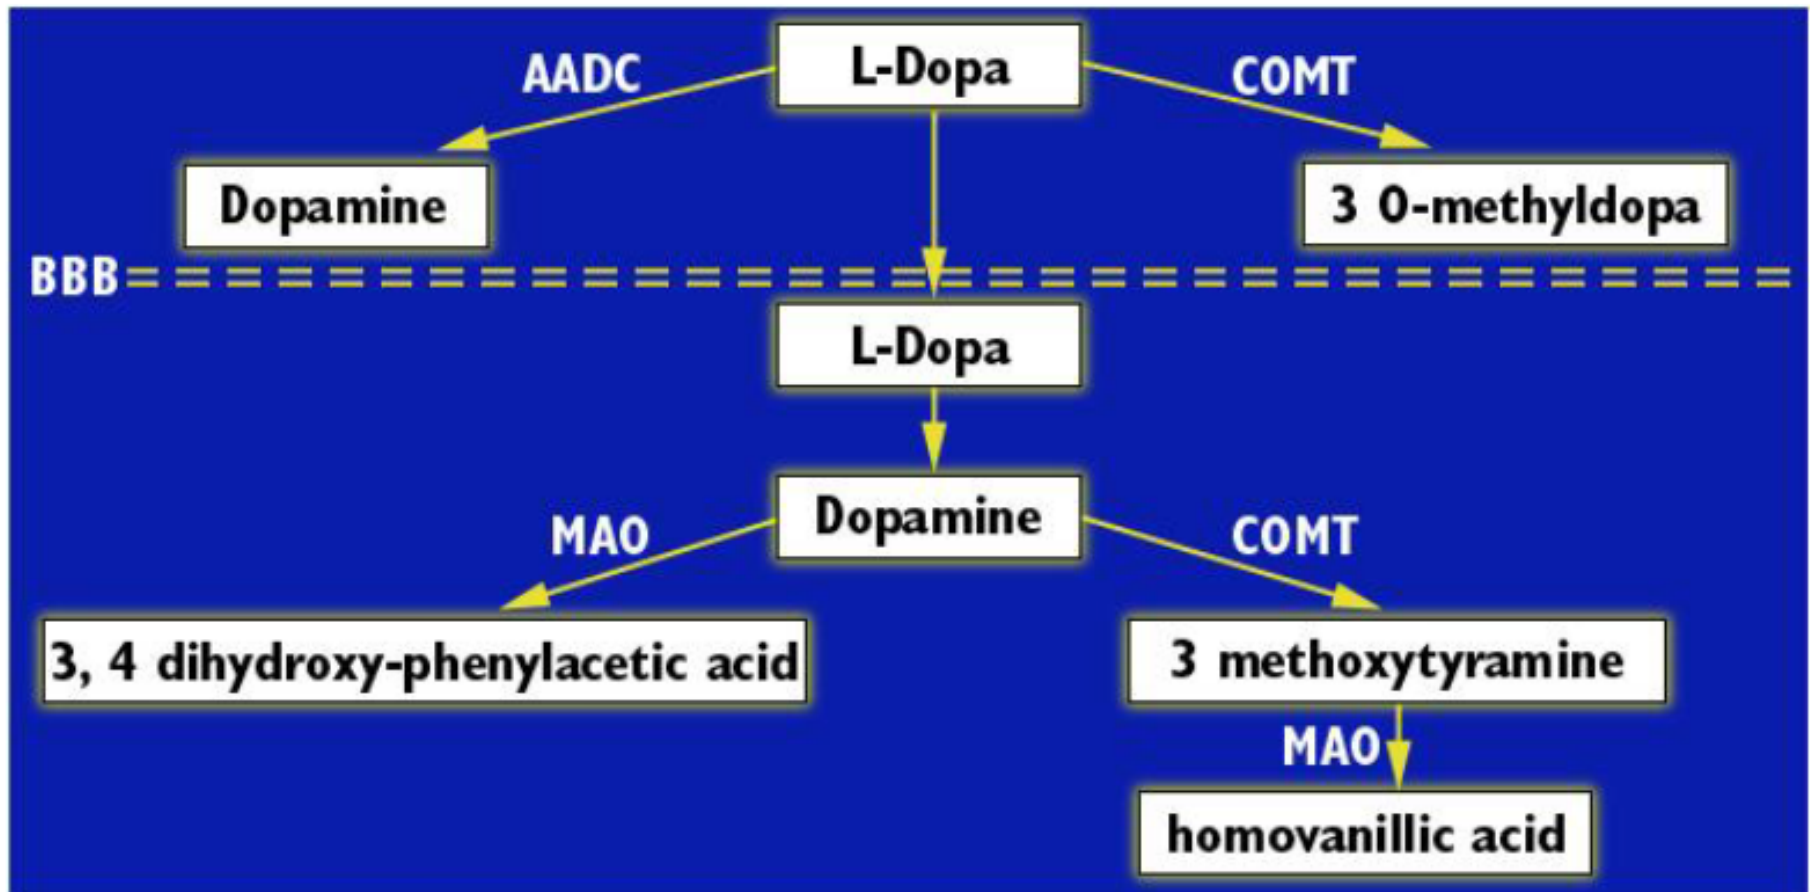 L-Dopa
AADC
COMT
Dopamine
3 O-methyldopa
BBB
L-Dopa
Dopamine
MAO
COMT
3, 4 dihydroxy-phenylacetic acid
3 methoxytyramine
MAO
homovanillic acid